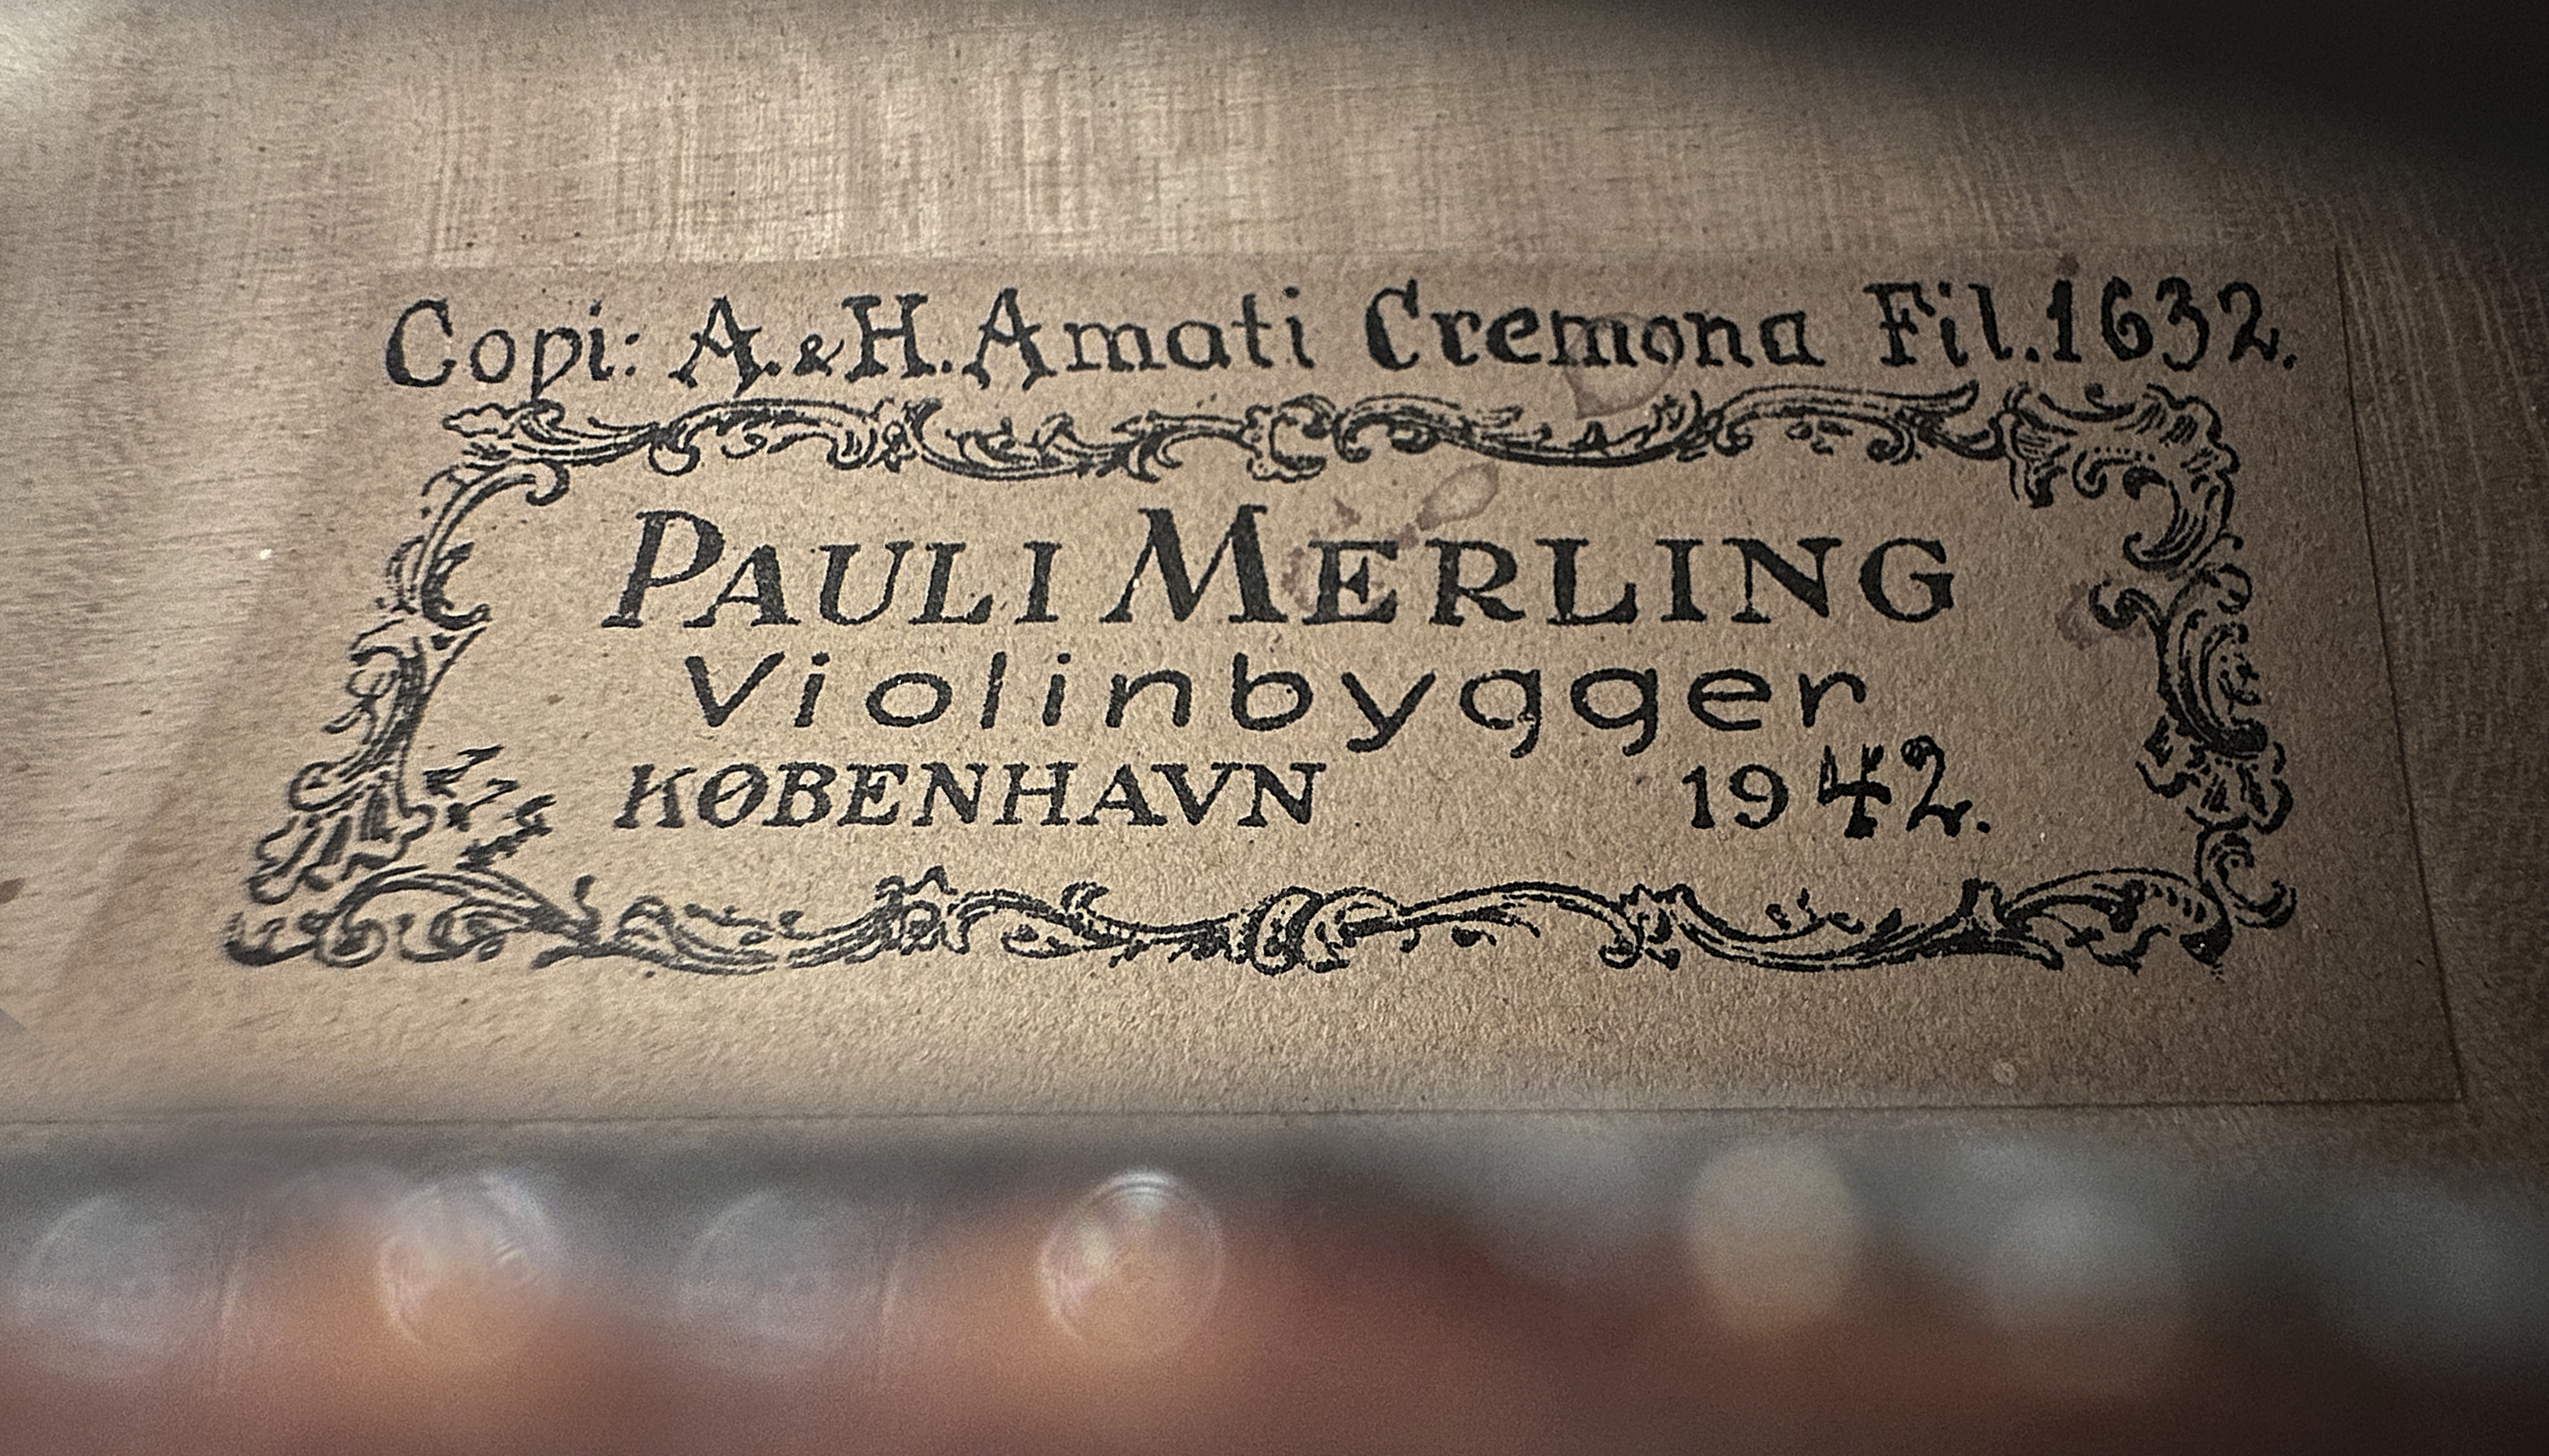 Copi: A.&H.Amati Cremona Fil.1632.
PAULI MERLING
Violinbygger
KØBENHAVN 1942.